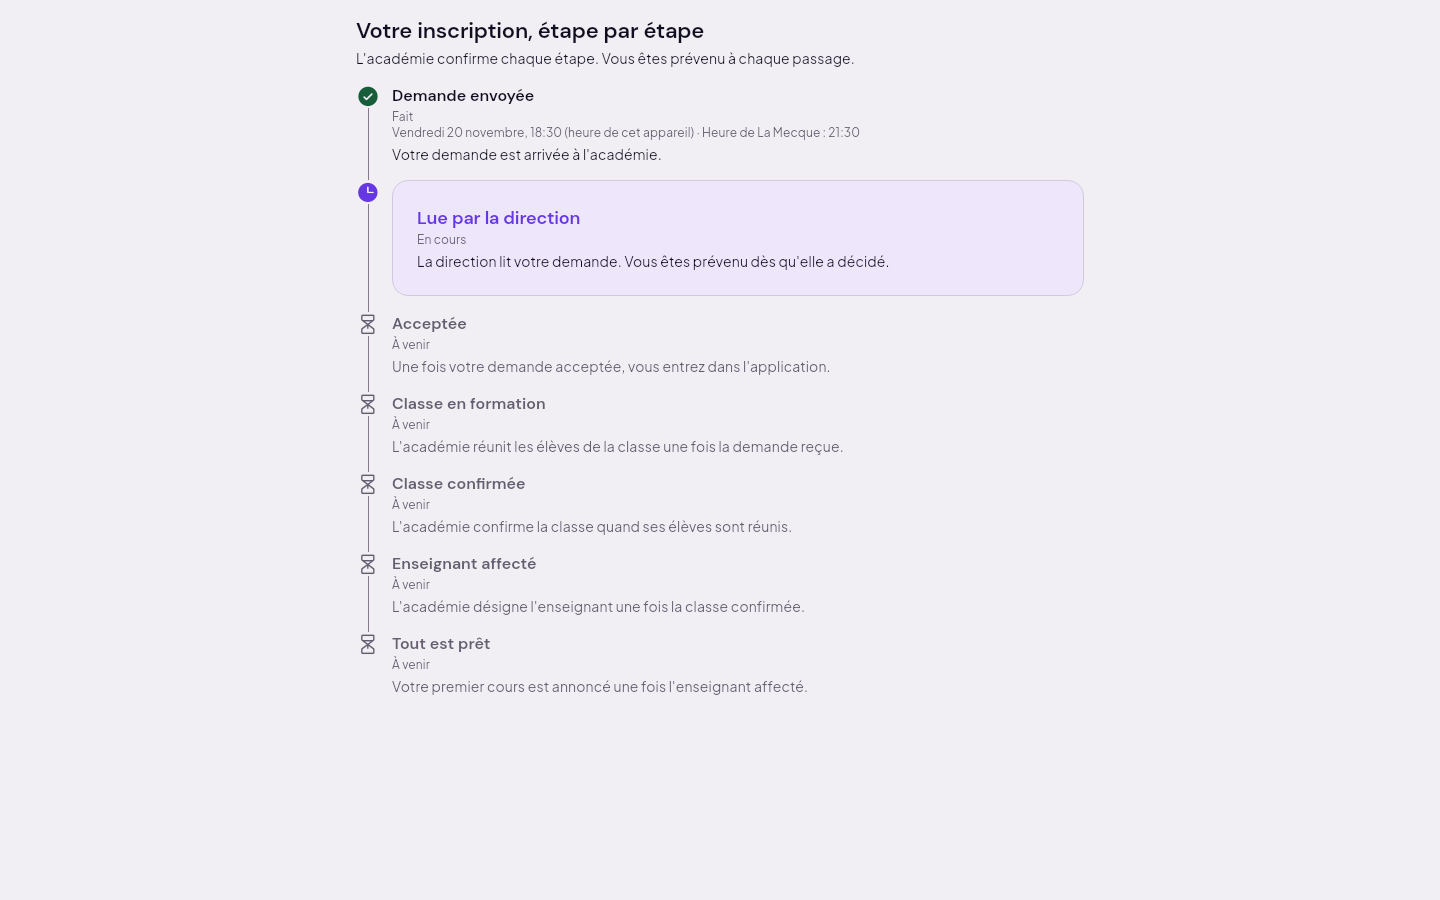 Votre inscription, étape par étape
L'académie confirme chaque étape. Vous êtes prévenu à chaque passage.
Demande envoyée
Fait
Vendredi 20 novembre, 18:30 (heure de cet appareil) · Heure de La Mecque : 21:30
Votre demande est arrivée à l'académie.
Lue par la direction
En cours
La direction lit votre demande. Vous êtes prévenu dès qu'elle a décidé.
Acceptée
À venir
Une fois votre demande acceptée, vous entrez dans l'application.
Classe en formation
À venir
L'académie réunit les élèves de la classe une fois la demande reçue.
Classe confirmée
À venir
L'académie confirme la classe quand ses élèves sont réunis.
Enseignant affecté
À venir
L'académie désigne l'enseignant une fois la classe confirmée.
Tout est prêt
À venir
Votre premier cours est annoncé une fois l'enseignant affecté.